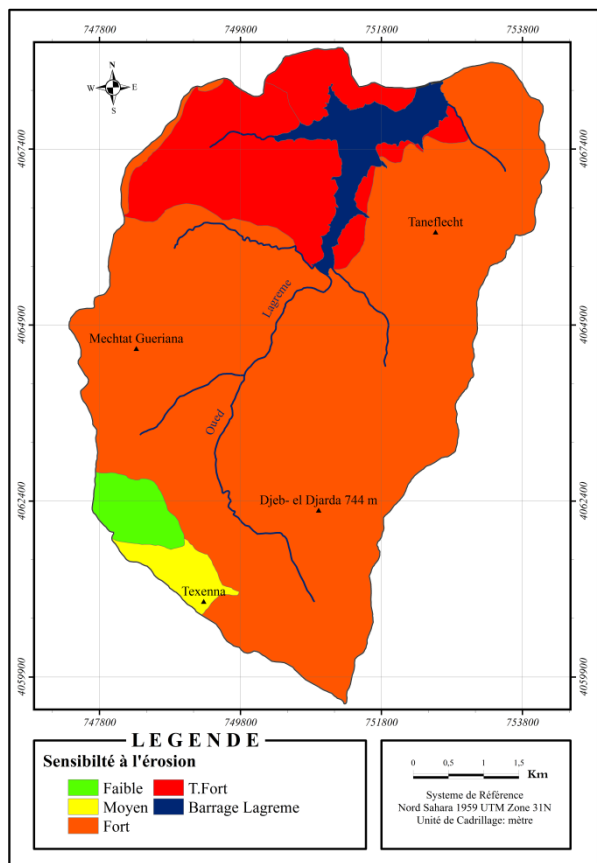 747800 749800 751800 753800
N
W E
S
4067400 4067400
Taneflecht
Lagreme
4064900 4064900
Mechtat Gueriana
Oued
4062400 4062400
Djeb- el Djarda 744 m
Texenna
4059900 4059900
747800 749800 751800 753800
LEGENDE
Sensibilté à l'érosion
Faible
Moyen
Fort
T.Fort
Barrage Lagreme
0 0,5 1 1,5
Km
Systeme de Référence
Nord Sahara 1959 UTM Zone 31N
Unité de Cadrillage: mètre